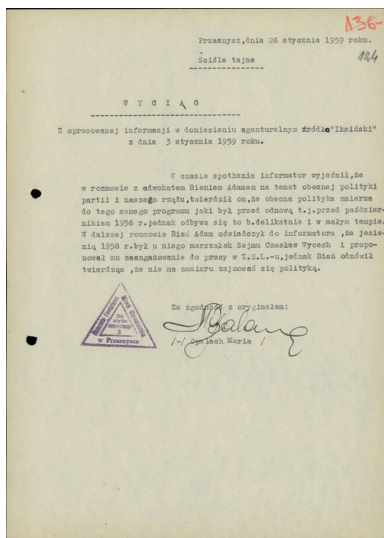 136
Przasnysz,dnia 26 stycznia 1959 roku.
124
Ściśle tajne
W Y C I Ą G
Z opracowanej informacji w doniesieniu agenturalnym źródła "Iksiński"
z dnia 3 stycznia 1959 roku.
W czasie spotkania informator wyjaśnił,że
w rozmowie z adwokatem Bieniem Adamem na temat obecnej polityki
partii i naszego rządu,twierdził on,że obecna polityka zmierza
do tego samego programu jaki był przed odnową t.j.przed paździer-
nikiem 1956 r.jednak odbywa się to b.delikatnie i w małym tempie.
W dalszej rozmowie Bień Adam oświadczył do informatora ,że jesie-
nią 1958 r.był u niego marszałek Sejmu Czesław Wycech i propo-
nował mu zaangażowanie do pracy w Z.S.L.-u,jednak Bień odmówił
twierdząc,że nie ma zamiaru zajmować się polityką.
Za zgodność z oryginałem:
w Przasnyszu
/-/ Maria /